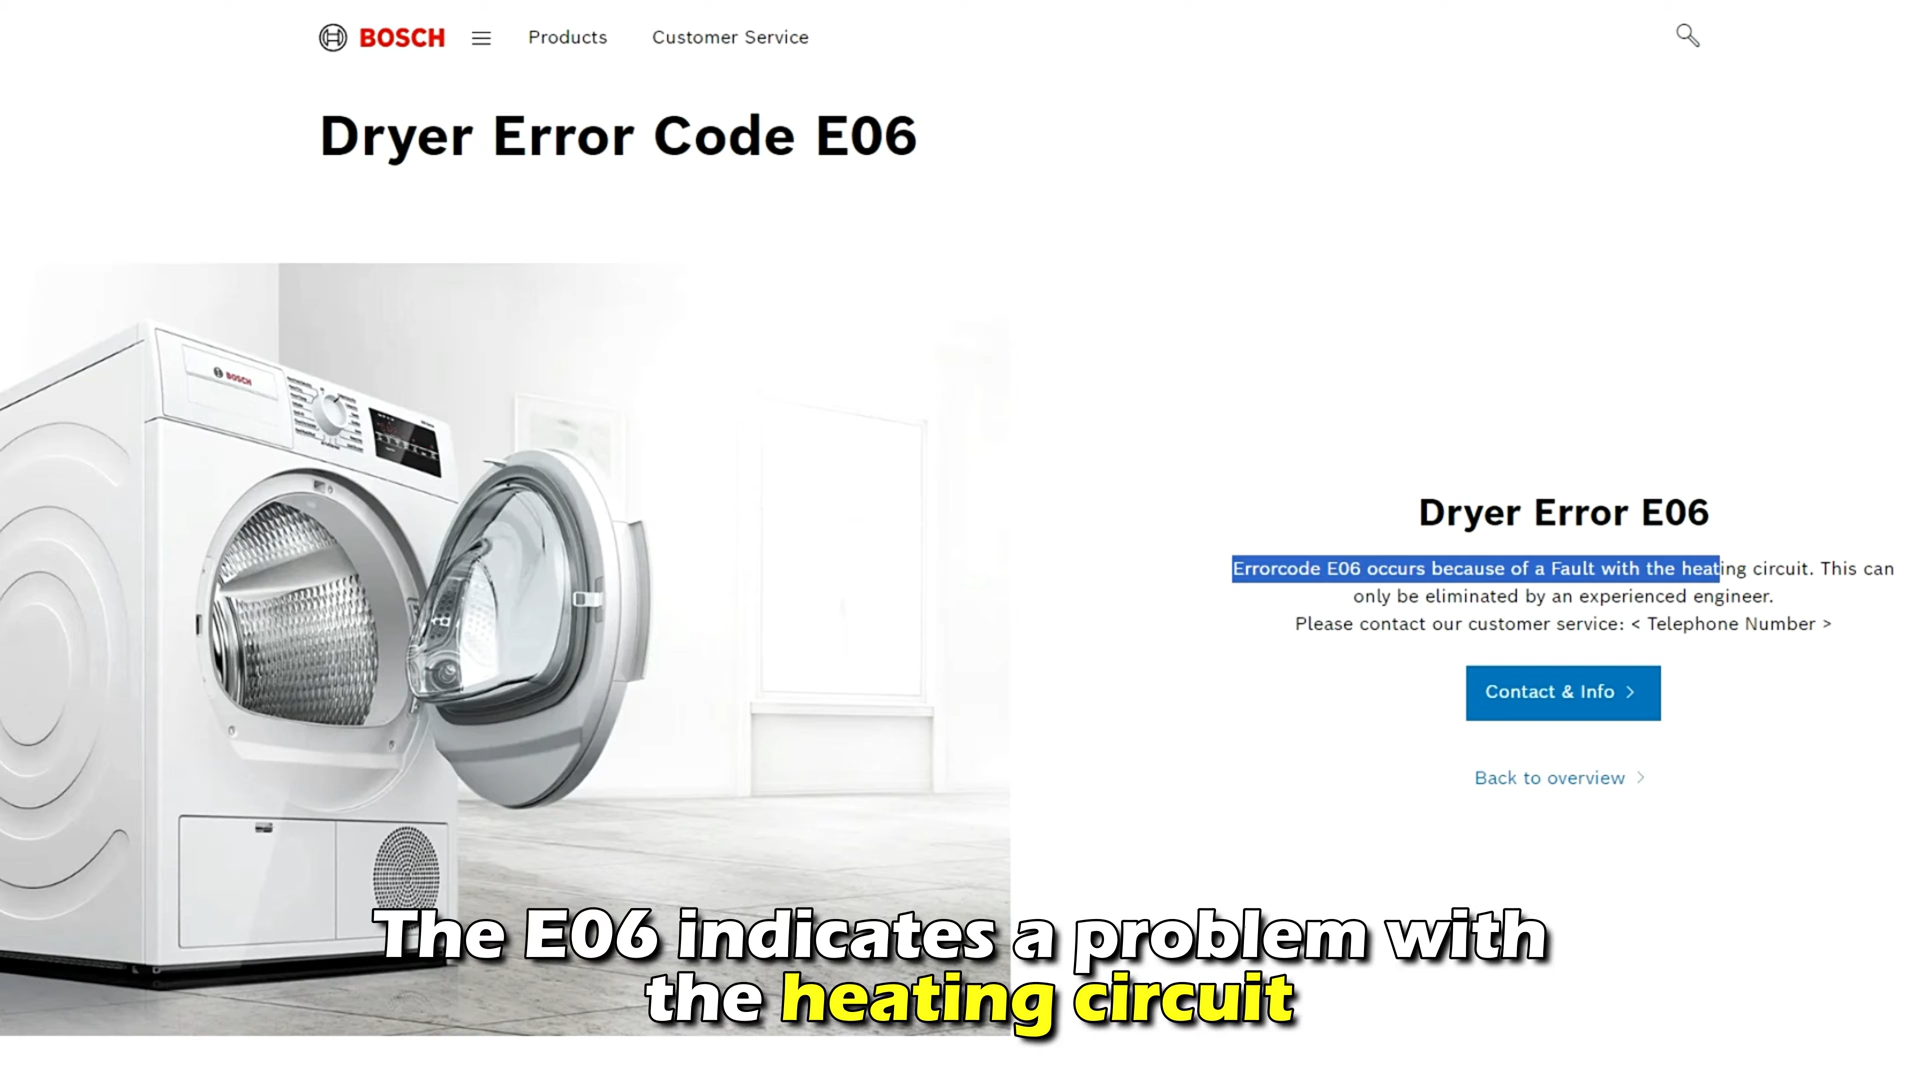 BOSCH
Products
Customer Service
Dryer Error Code E06
BOSCH
Dryer Error E06
Errorcode E06 occurs because of a Fault with the heating circuit. This can
only be eliminated by an experienced engineer.
Please contact our customer service: < Telephone Number >
Contact & Info >
Back to overview >
The E06 indicates a problem with
the heating circuit